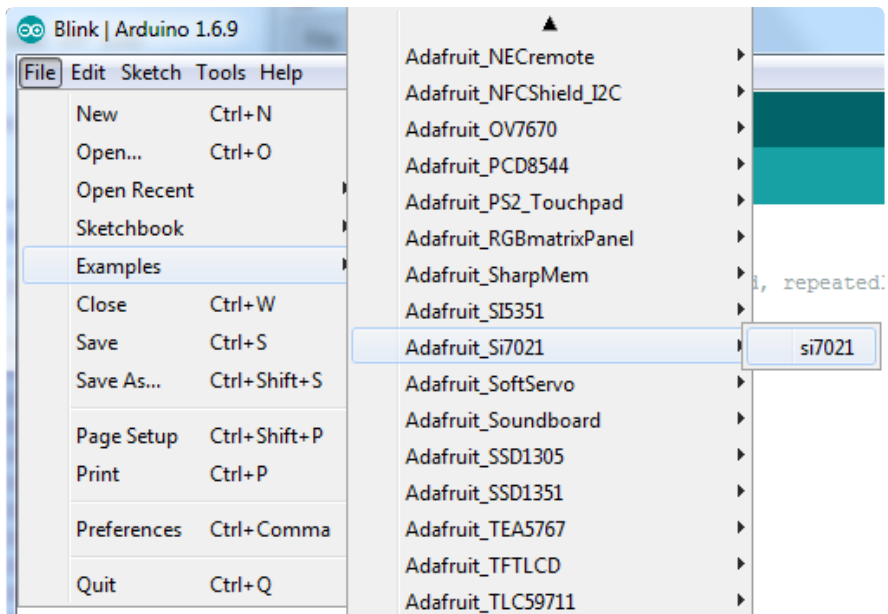 Blink | Arduino 1.6.9
File Edit Sketch Tools Help
New Ctrl+N
Open... Ctrl+O
Open Recent
Sketchbook
Examples
Close Ctrl+W
Save Ctrl+S
Save As... Ctrl+Shift+S
Page Setup Ctrl+Shift+P
Print Ctrl+P
Preferences Ctrl+Comma
Quit Ctrl+Q
Adafruit_NECremote
Adafruit_NFCShield_I2C
Adafruit_OV7670
Adafruit_PCD8544
Adafruit_PS2_Touchpad
Adafruit_RGBmatrixPanel
Adafruit_SharpMem
Adafruit_SI5351
Adafruit_Si7021
Adafruit_SoftServo
Adafruit_Soundboard
Adafruit_SSD1305
Adafruit_SSD1351
Adafruit_TEA5767
Adafruit_TFTLCD
Adafruit_TLC59711
si7021
, repeatedl